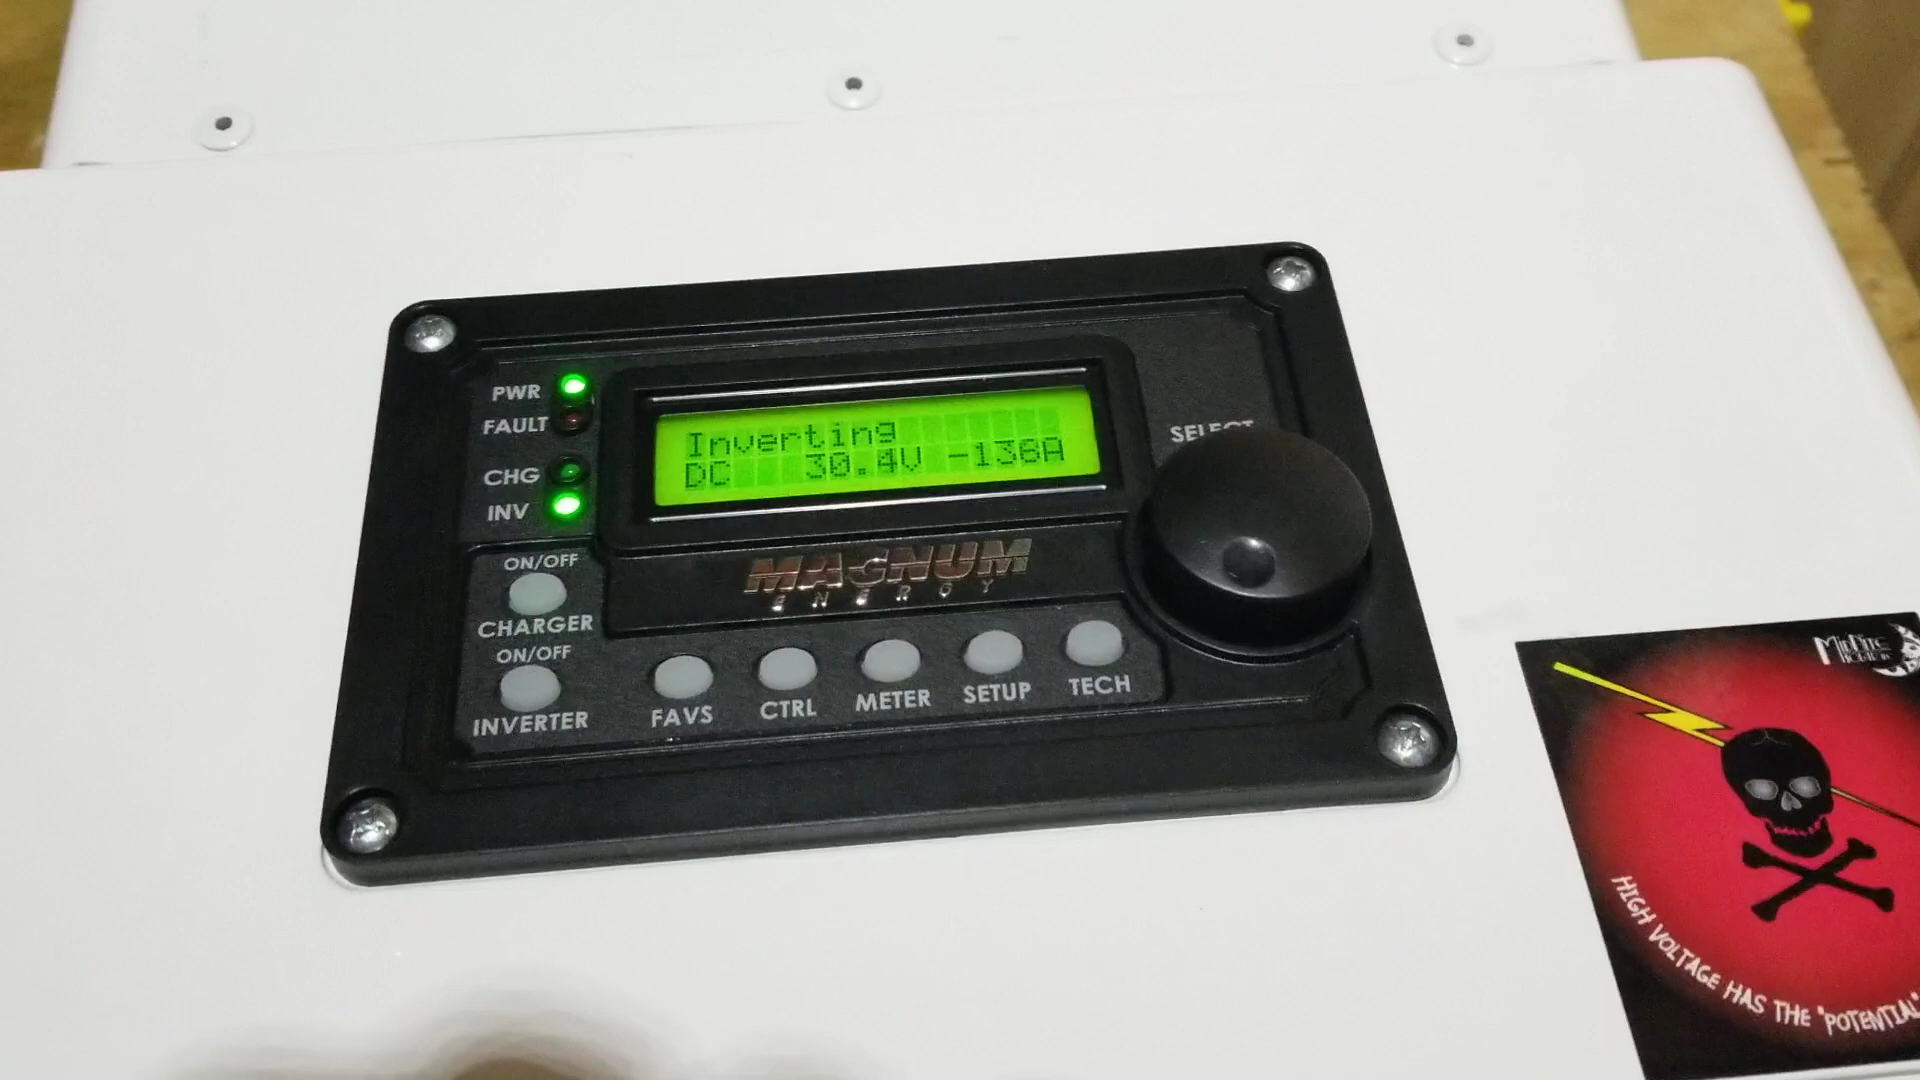 PWR
FAULT
CHG
INV
Inverting
DC 30.4V -136A
SELECT
MAGNUM
ENERGY
ON/OFF
CHARGER
ON/OFF
INVERTER
FAVS
CTRL
METER
SETUP
TECH
MIDNITE
HIGH VOLTAGE HAS THE "POTENTIAL"